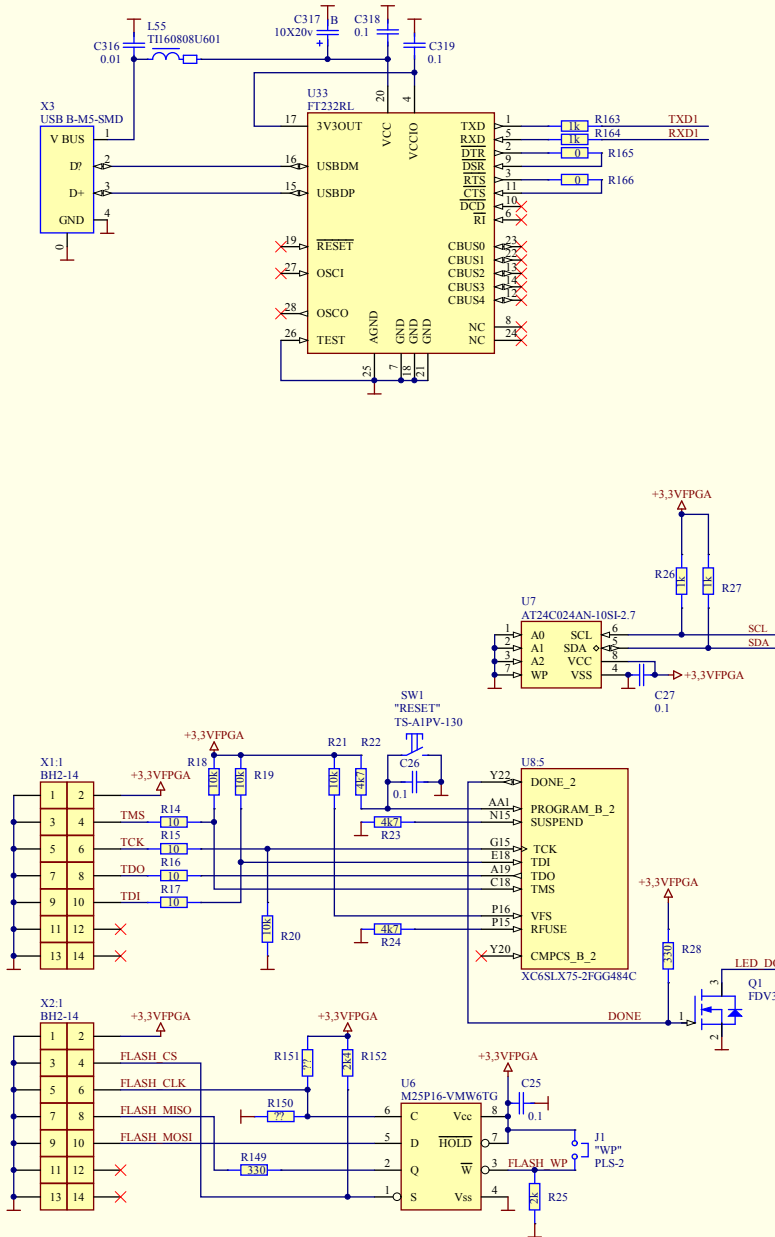 C317 B
10X20v
+
C318
0.1
C319
0.1
L55
TI160808U601
C316
0.01
X3
USB B-M5-SMD
V BUS 1
D? 2
D+ 3
GND 4
0
U33
FT232RL
20 4
VCC VCCIO
17 3V3OUT
16 USBDM
15 USBDP
19 RESET
27 OSCI
28 OSCO
26 TEST
AGND GND GND GND
25 7 18 21
TXD 1 1k R163 TXD1
RXD 5 1k R164 RXD1
DTR 2 0 R165
DSR 9
RTS 3 0 R166
CTS 11
DCD 10
RI 6
CBUS0 23
CBUS1 22
CBUS2 13
CBUS3 14
CBUS4 12
NC 8
NC 24
+3,3VFPGA
R26 1k 1k R27
U7
AT24C024AN-10SI-2.7
1 A0 SCL 6 SCL
2 A1 SDA 5 SDA
3 A2 VCC 8
7 WP VSS 4 +3,3VFPGA
C27
0.1
SW1
"RESET"
TS-A1PV-130
C26
0.1
+3,3VFPGA
R18 10k 10k R19
R21 10k R22 4k7
X1:1
BH2-14
+3,3VFPGA
1 2
3 4 TMS R14 10
5 6 TCK R15 10
7 8 TDO R16 10
9 10 TDI R17 10
11 12
13 14
10k R20
4k7 R23
4k7 R24
U8:5
Y22 DONE_2
AA1 PROGRAM_B_2
N15 SUSPEND
G15 TCK
E18 TDI
A19 TDO
C18 TMS
P16 VFS
P15 RFUSE
Y20 CMPCS_B_2
XC6SLX75-2FGG484C
+3,3VFPGA
330 R28
DONE
LED_DO
Q1
FDV3
1 3 2
X2:1
BH2-14
+3,3VFPGA
1 2
3 4 FLASH_CS
5 6 FLASH_CLK
7 8 FLASH_MISO
9 10 FLASH_MOSI
11 12
13 14
+3,3VFPGA
R151 ?? 2k4 R152
R150 ??
R149 330
U6
M25P16-VMW6TG
6 C Vcc 8
5 D HOLD 7
2 Q W 3
1 S Vss 4
+3,3VFPGA
C25
0.1
J1
"WP"
PLS-2
FLASH_WP
2k R25